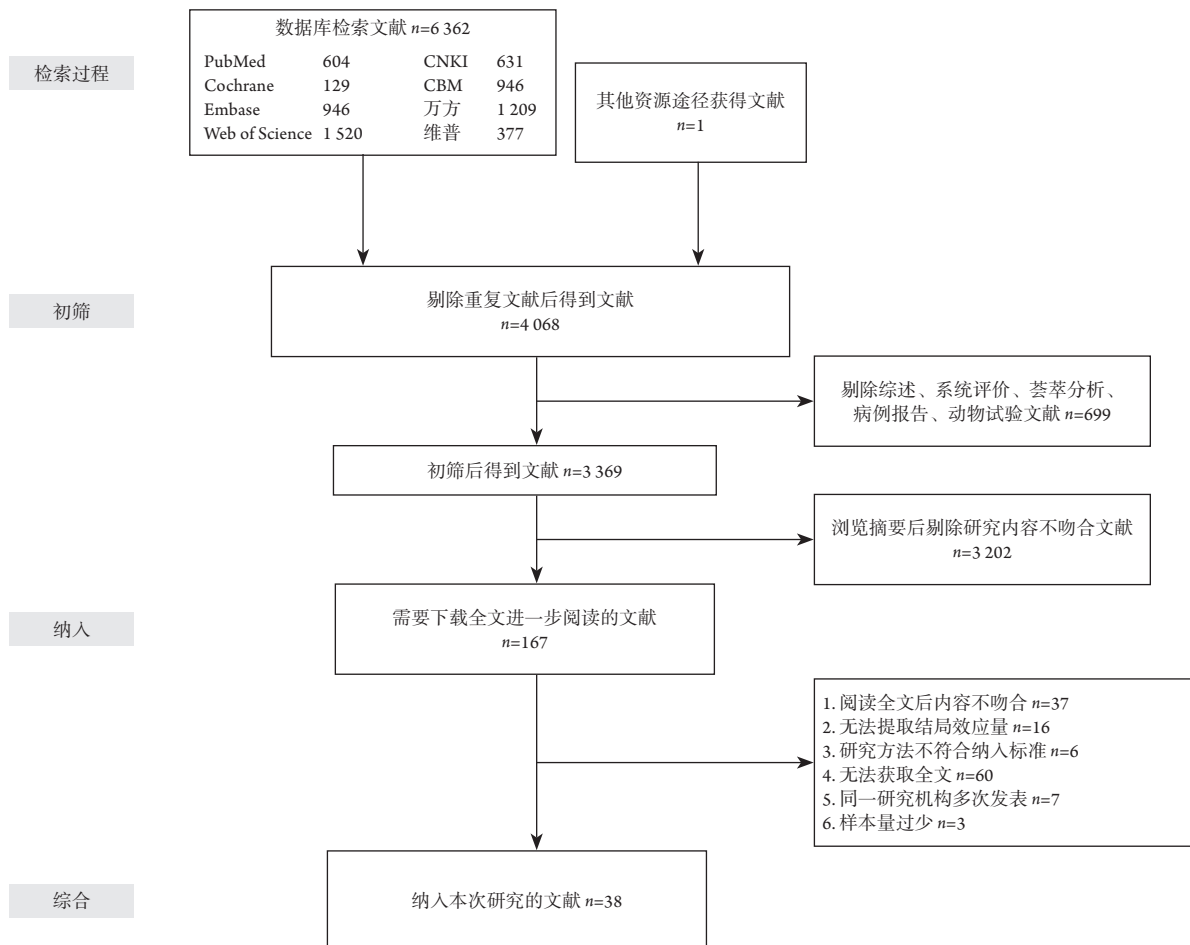 检索过程
数据库检索文献 n=6 362
PubMed 604 CNKI 631
Cochrane 129 CBM 946
Embase 946 万方 1 209
Web of Science 1 520 维普 377
其他资源途径获得文献
n=1
初筛
剔除重复文献后得到文献
n=4 068
剔除综述、系统评价、荟萃分析、
病例报告、动物试验文献 n=699
初筛后得到文献 n=3 369
浏览摘要后剔除研究内容不吻合文献
n=3 202
纳入
需要下载全文进一步阅读的文献
n=167
1. 阅读全文后内容不吻合 n=37
2. 无法提取结局效应量 n=16
3. 研究方法不符合纳入标准 n=6
4. 无法获取全文 n=60
5. 同一研究机构多次发表 n=7
6. 样本量过少 n=3
综合
纳入本次研究的文献 n=38